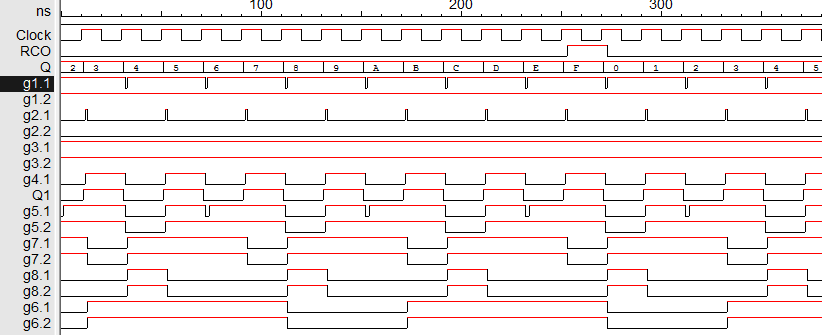 ns 100 200 300
Clock
RCO
Q 2 3 4 5 6 7 8 9 A B C D E F 0 1 2 3 4 5
g1.1
g1.2
g2.1
g2.2
g3.1
g3.2
g4.1
Q1
g5.1
g5.2
g7.1
g7.2
g8.1
g8.2
g6.1
g6.2